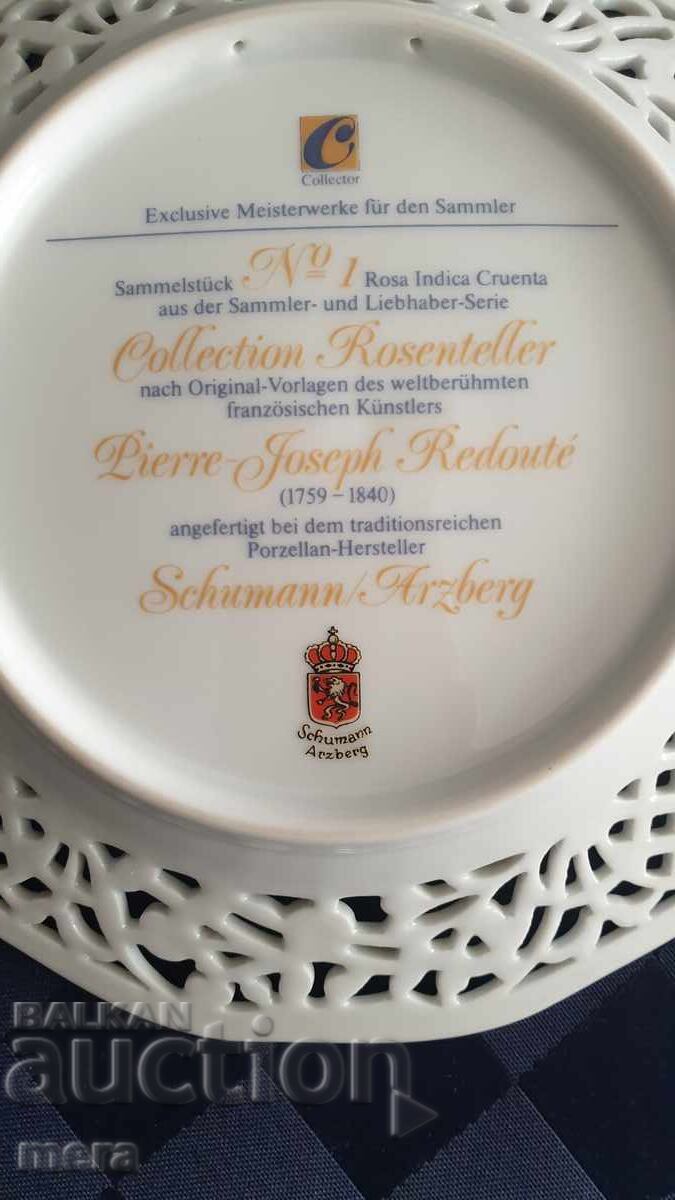 C
Collector
Exclusive Meisterwerke für den Sammler
Sammelstück Nº 1 Rosa Indica Cruenta
aus der Sammler- und Liebhaber-Serie
Collection Rosenteller
nach Original-Vorlagen des weltberühmten
französischen Künstlers
Pierre-Joseph Redouté
(1759 – 1840)
angefertigt bei dem traditionsreichen
Porzellan-Hersteller
Schumann/Arzberg
Schumann
Arzberg
BALKAN
auction
mera